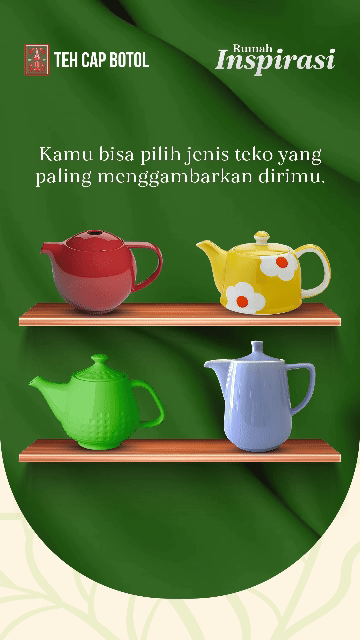 TEH CAP BOTOL
Rumah
Inspirasi
Kamu bisa pilih jenis teko yang
paling menggambarkan dirimu.